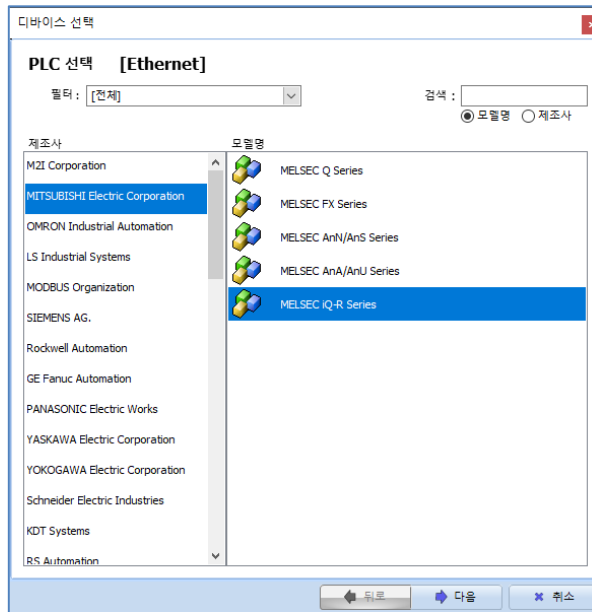 디바이스 선택
PLC 선택 [Ethernet]
필터 : [전체]
검색 :
모델명 제조사
제조사
M2I Corporation
MITSUBISHI Electric Corporation
OMRON Industrial Automation
LS Industrial Systems
MODBUS Organization
SIEMENS AG.
Rockwell Automation
GE Fanuc Automation
PANASONIC Electric Works
YASKAWA Electric Corporation
YOKOGAWA Electric Corporation
Schneider Electric Industries
KDT Systems
RS Automation
모델명
MELSEC Q Series
MELSEC FX Series
MELSEC AnN/AnS Series
MELSEC AnA/AnU Series
MELSEC iQ-R Series
뒤로 다음 취소